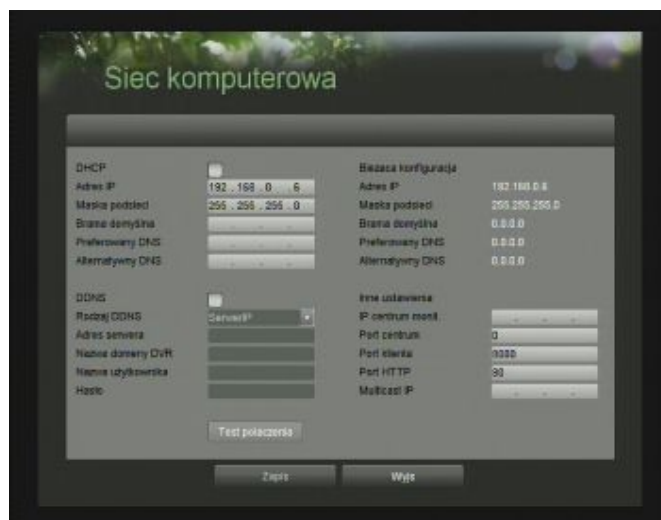 Siec komputerowa
DHCP
Adres IP 192 . 168 . 0 . 6
Maska podsieci 255 . 255 . 255 . 0
Brama domyślna
Preferowany DNS
Alternatywny DNS
Biezaca konfiguracja
Adres IP 192.168.0.6
Maska podsieci 255.255.255.0
Brama domyślna 0.0.0.0
Preferowany DNS 0.0.0.0
Alternatywny DNS 0.0.0.0
DDNS
Rodzaj DDNS ServerIP
Adres serwera
Nazwa domeny DVR
Nazwa użytkownika
Hasło
Inne ustawienia
IP centrum monit.
Port centrum 0
Port klienta
Port HTTP
Multicast IP
Test polaczenia
Zapis Wyjs